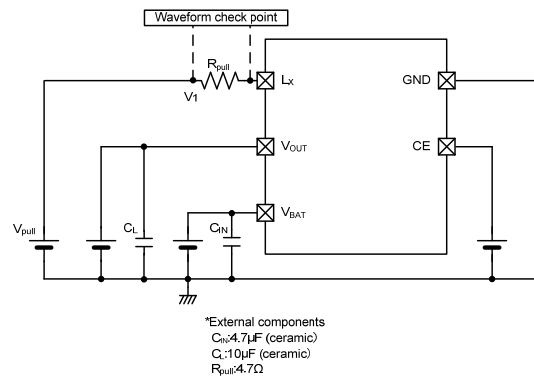 Waveform check point
Rpull
V1
LX
GND
VOUT
CE
VBAT
Vpull
CL
CIN
*External components
CIN:4.7μF (ceramic)
CL:10μF (ceramic)
Rpull:4.7Ω